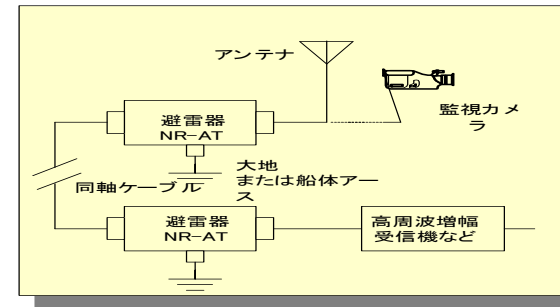 アンテナ
監視カメ
ラ
避雷器
NR-AT
大地
または船体アー
ス
同軸ケーブル
避雷器
NR-AT
高周波増幅
受信機など